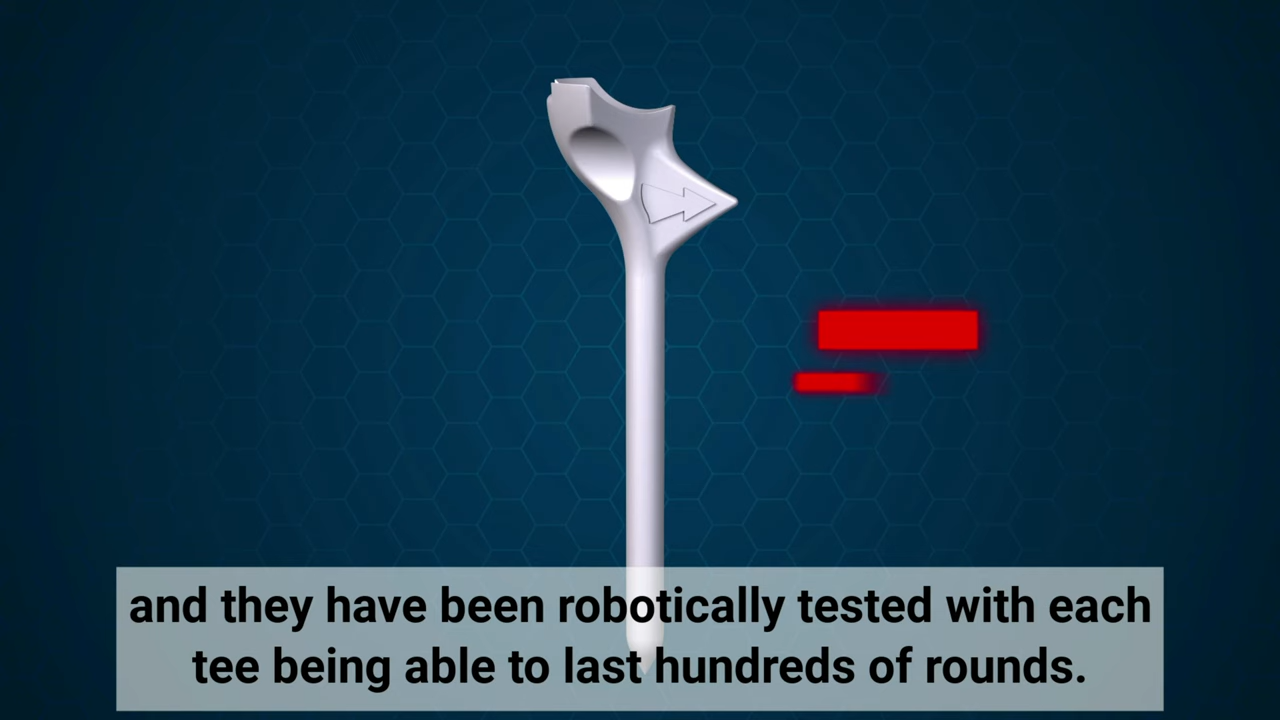 and they have been robotically tested with each
tee being able to last hundreds of rounds.